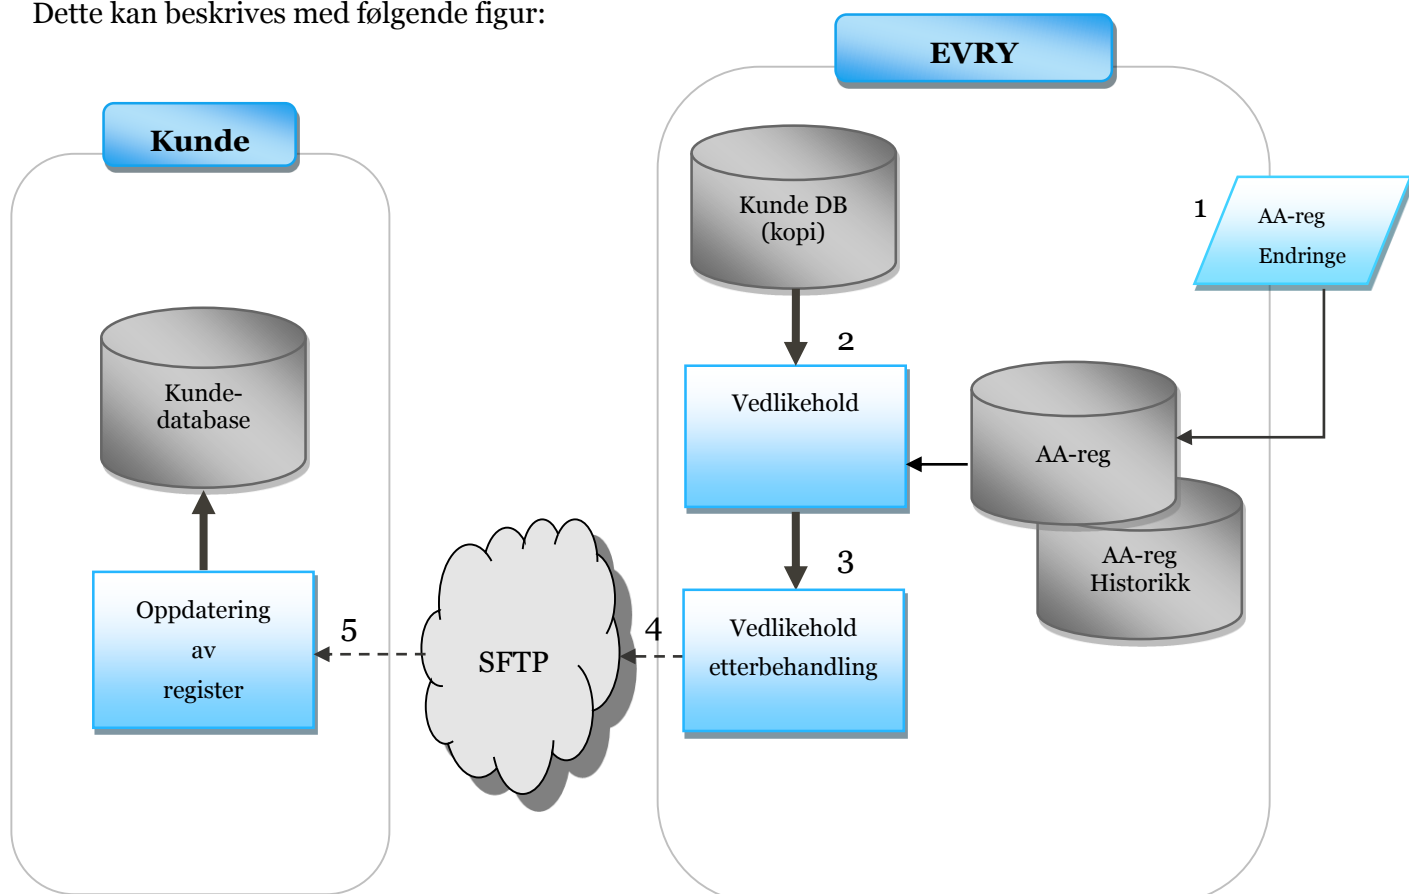 Dette kan beskrives med følgende figur:
EVRY
Kunde
Kunde DB
(kopi)
1
AA-reg
Endringe
2
Kunde-
database
Vedlikehold
AA-reg
3
AA-reg
Historikk
Oppdatering
av
register
5
SFTP
4
Vedlikehold
etterbehandling